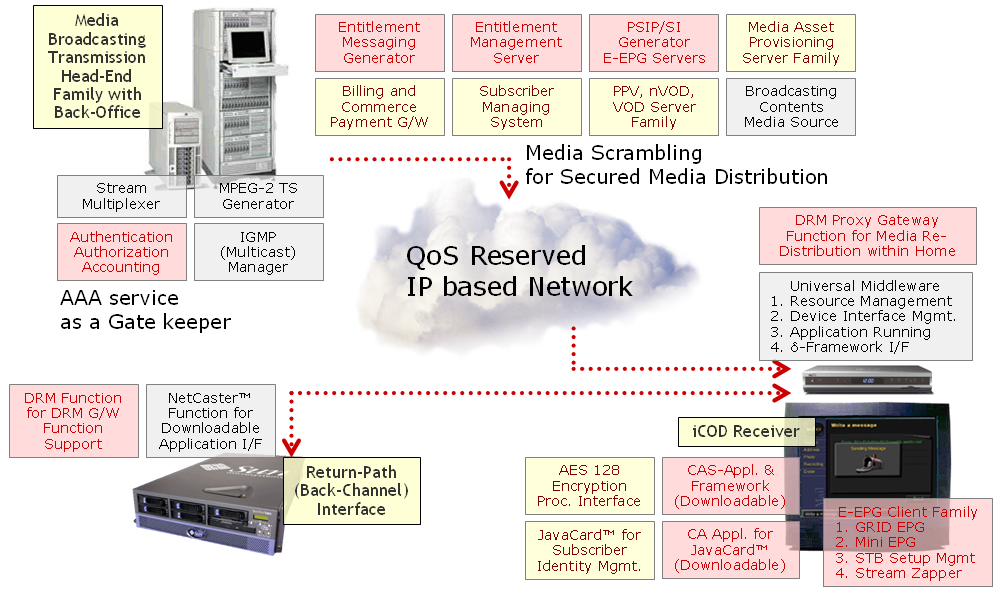 Media
Broadcasting
Transmission
Head-End
Family with
Back-Office
Entitlement
Messaging
Generator
Entitlement
Management
Server
PSIP/SI
Generator
E-EPG Servers
Media Asset
Provisioning
Server Family
Billing and
Commerce
Payment G/W
Subscriber
Managing
System
PPV, nVOD,
VOD Server
Family
Broadcasting
Contents
Media Source
Media Scrambling
for Secured Media Distribution
Stream
Multiplexer
MPEG-2 TS
Generator
Authentication
Authorization
Accounting
IGMP
(Multicast)
Manager
AAA service
as a Gate keeper
QoS Reserved
IP based Network
DRM Proxy Gateway
Function for Media Re-
Distribution within Home
Universal Middleware
1. Resource Management
2. Device Interface Mgmt.
3. Application Running
4. δ-Framework I/F
DRM Function
for DRM G/W
Function
Support
NetCaster™
Function for
Downloadable
Application I/F
Sun
Return-Path
(Back-Channel)
Interface
12:00
iCOD Receiver
Write a message
Sending Message
AES 128
Encryption
Proc. Interface
CAS-Appl. &
Framework
(Downloadable)
JavaCard™ for
Subscriber
Identity Mgmt.
CA Appl. for
JavaCard™
(Downloadable)
E-EPG Client Family
1. GRID EPG
2. Mini EPG
3. STB Setup Mgmt
4. Stream Zapper